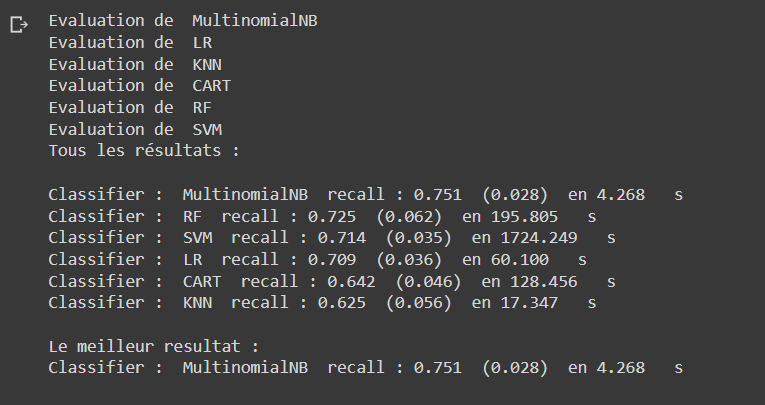 Evaluation de  MultinomialNB
Evaluation de  LR
Evaluation de  KNN
Evaluation de  CART
Evaluation de  RF
Evaluation de  SVM
Tous les résultats :
Classifier :  MultinomialNB  recall : 0.751  (0.028)  en 4.268   s
Classifier :  RF  recall : 0.725  (0.062)  en 195.805   s
Classifier :  SVM  recall : 0.714  (0.035)  en 1724.249   s
Classifier :  LR  recall : 0.709  (0.036)  en 60.100   s
Classifier :  CART  recall : 0.642  (0.046)  en 128.456   s
Classifier :  KNN  recall : 0.625  (0.056)  en 17.347   s
Le meilleur resultat :
Classifier :  MultinomialNB  recall : 0.751  (0.028)  en 4.268   s